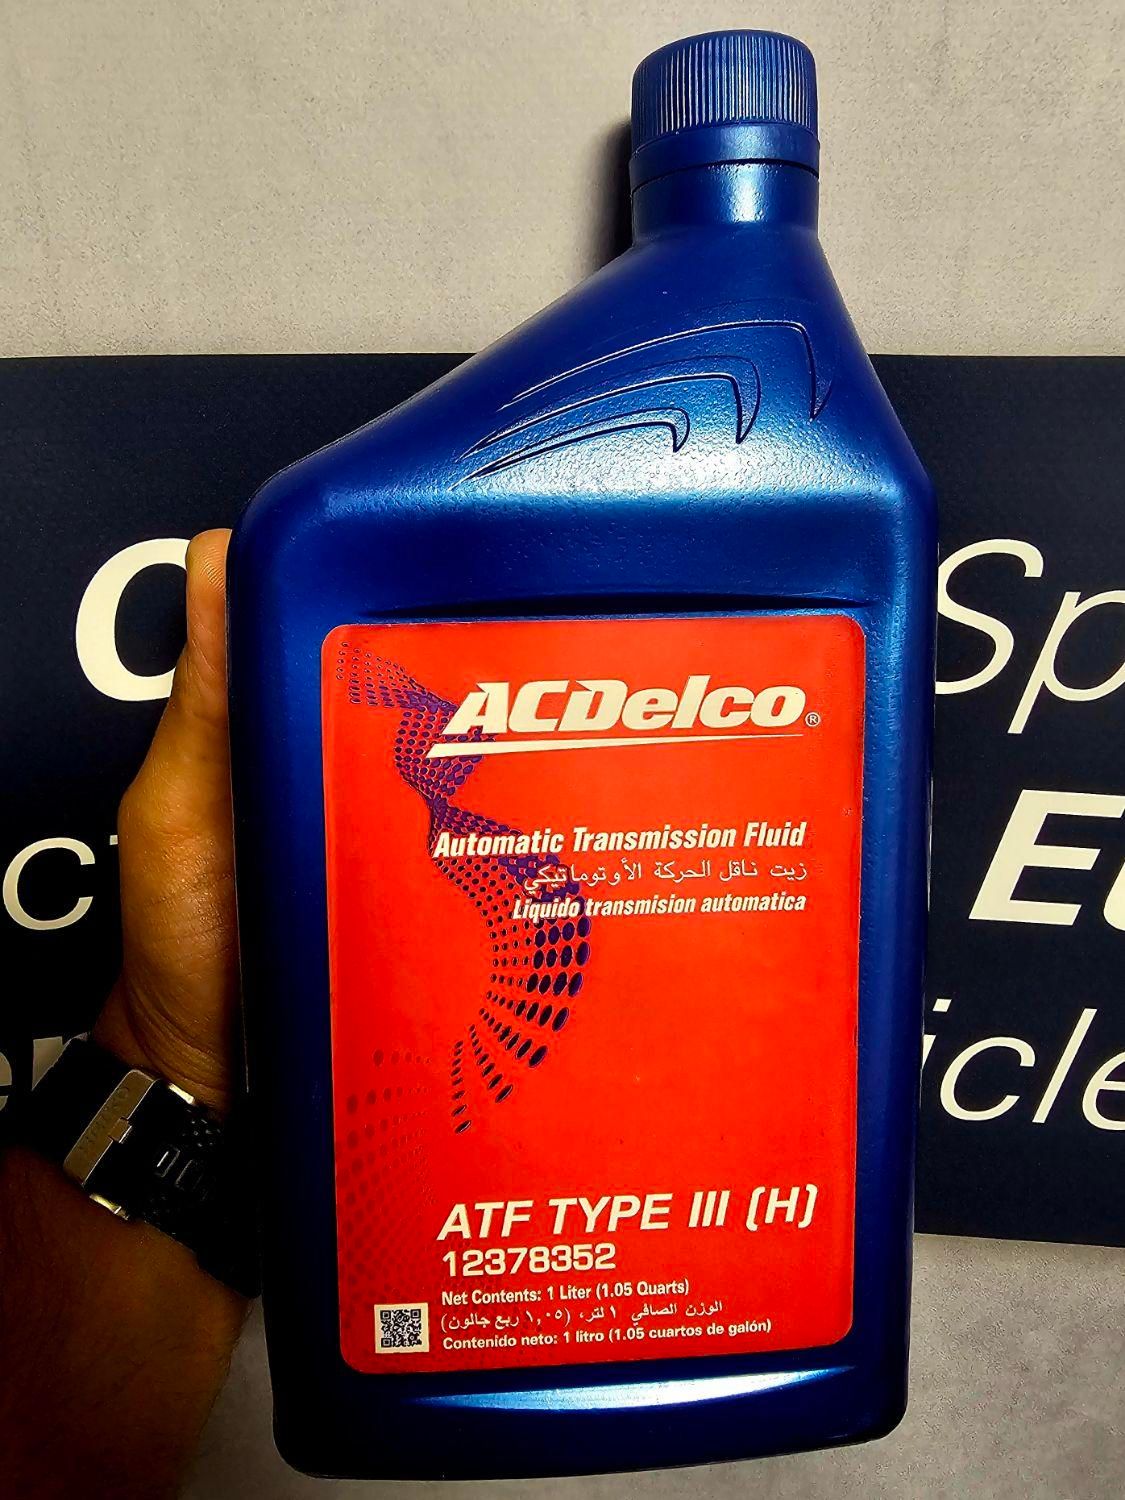 ACDelco®
Automatic Transmission Fluid
زيت ناقل الحركة الأوتوماتيكي
Liquido transmision automatica
ATF TYPE III (H)
12378352
Net Contents: 1 Liter (1.05 Quarts)
الوزن الصافي ١ لتر، (١,٠٥ ربع جالون)
Contenido neto: 1 litro (1.05 cuartos de galón)